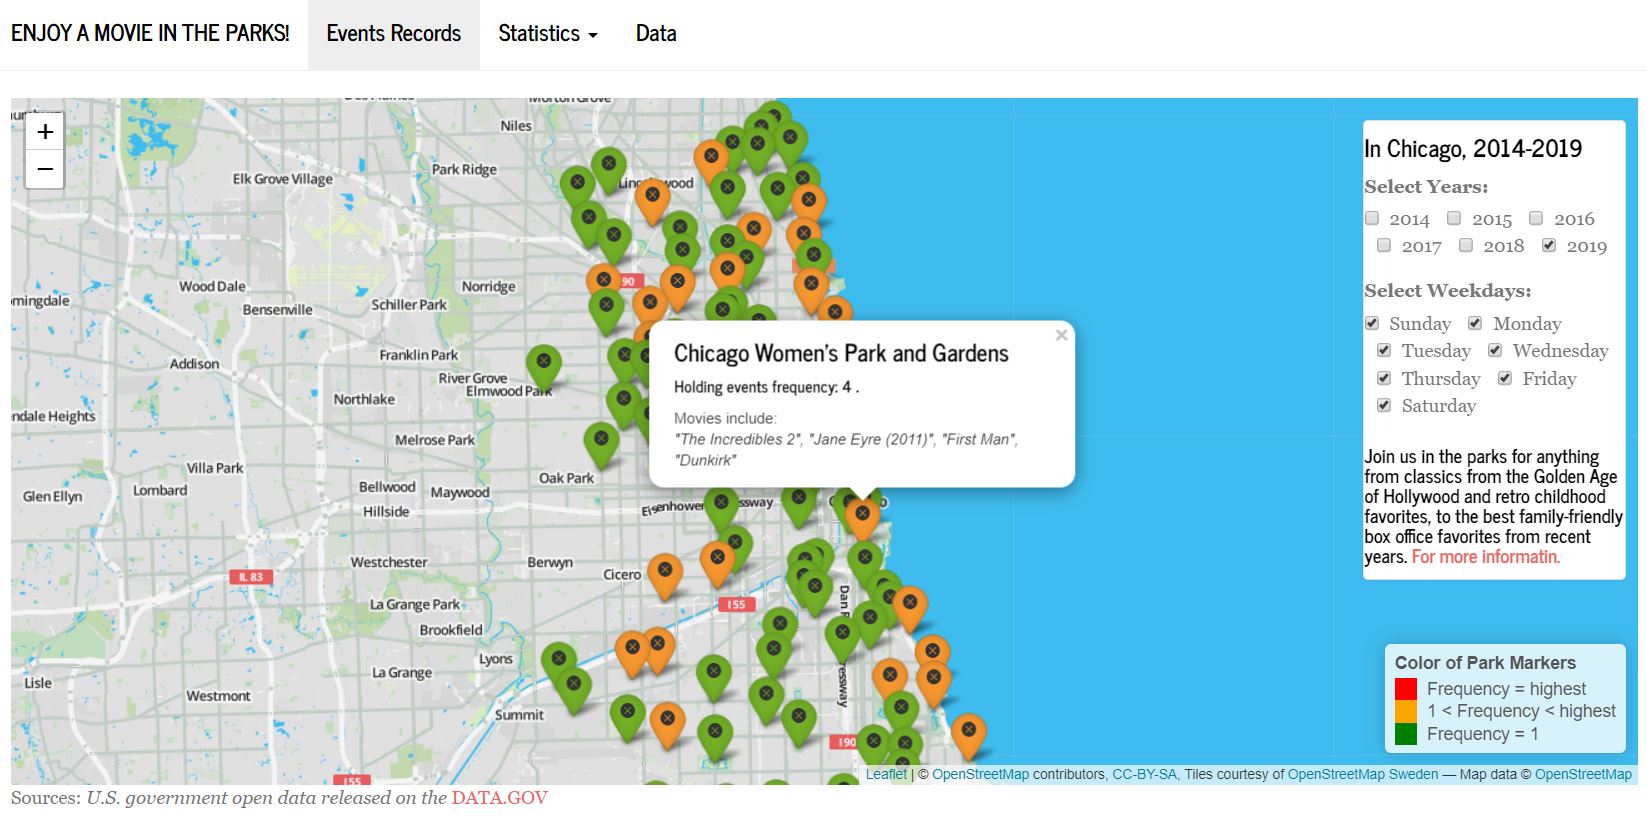 ENJOY A MOVIE IN THE PARKS! Events Records Statistics Data
Morton Grove
Niles
Park Ridge
Elk Grove Village
Lincolnwood
90
Wood Dale
Norridge
Schiller Park
Bensenville
Franklin Park
Addison
River Grove
Elmwood Park
Northlake
Melrose Park
Villa Park
Oak Park
Glen Ellyn
Lombard
Bellwood
Maywood
Hillside
Westchester
Berwyn
Cicero
IL 83
I 55
La Grange Park
Brookfield
Lyons
La Grange
Lisle
Westmont
Summit
I 90
I 55
+
−
Chicago Women's Park and Gardens
×
Holding events frequency: 4 .
Movies include:
"The Incredibles 2", "Jane Eyre (2011)", "First Man",
"Dunkirk"
In Chicago, 2014-2019
Select Years:
2014 2015 2016
2017 2018 2019
Select Weekdays:
Sunday Monday
Tuesday Wednesday
Thursday Friday
Saturday
Join us in the parks for anything
from classics from the Golden Age
of Hollywood and retro childhood
favorites, to the best family-friendly
box office favorites from recent
years. For more informatin.
Color of Park Markers
Frequency = highest
1 < Frequency < highest
Frequency = 1
Leaflet | © OpenStreetMap contributors, CC-BY-SA, Tiles courtesy of OpenStreetMap Sweden — Map data © OpenStreetMap
Sources: U.S. government open data released on the DATA.GOV